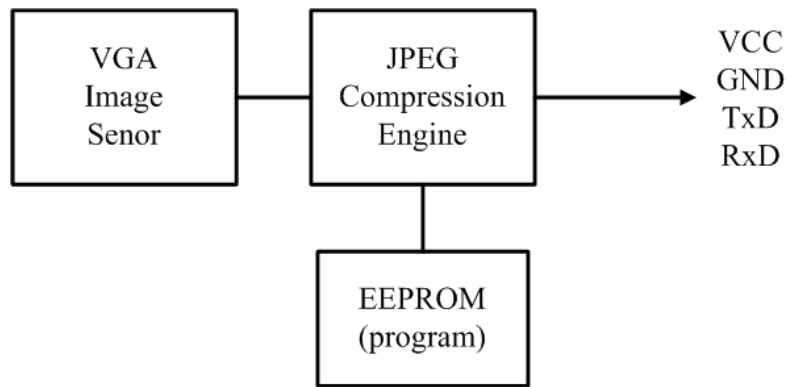 VGA
Image
Senor
JPEG
Compression
Engine
VCC
GND
TxD
RxD
EEPROM
(program)